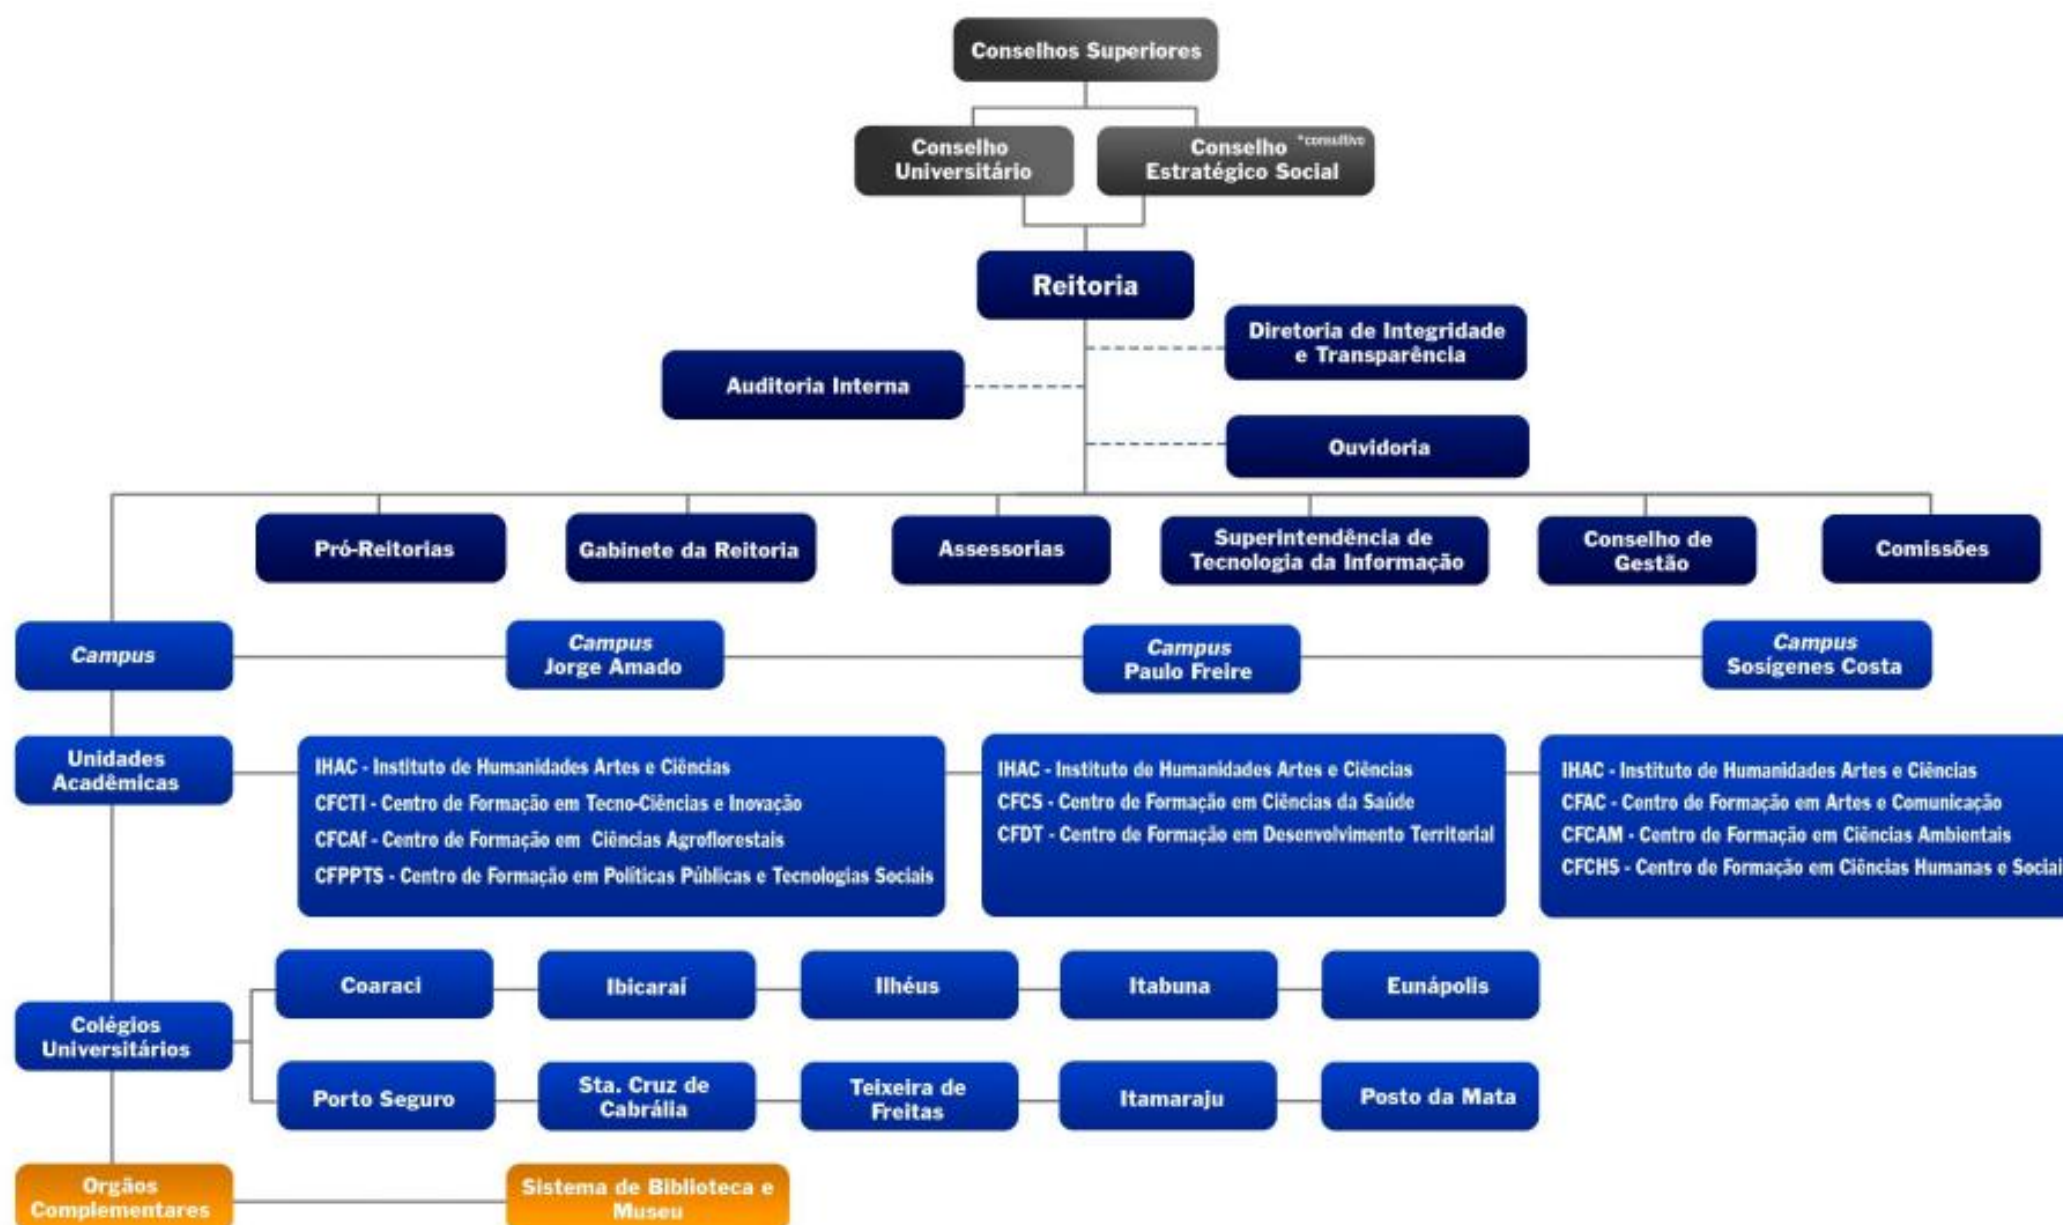 Conselhos Superiores
Conselho
Universitário
Conselho *consultivo
Estratégico Social
Reitoria
Diretoria de Integridade
e Transparência
Auditoria Interna
Ouvidoria
Pró-Reitorias
Gabinete da Reitoria
Assessorias
Superintendência de
Tecnologia da Informação
Conselho de
Gestão
Comissões
Campus
Campus
Jorge Amado
Campus
Paulo Freire
Campus
Sosígenes Costa
Unidades
Acadêmicas
IHAC - Instituto de Humanidades Artes e Ciências
CFCTI - Centro de Formação em Tecno-Ciências e Inovação
CFCAf - Centro de Formação em Ciências Agroflorestais
CFPPTS - Centro de Formação em Políticas Públicas e Tecnologias Sociais
IHAC - Instituto de Humanidades Artes e Ciências
CFCS - Centro de Formação em Ciências da Saúde
CFDT - Centro de Formação em Desenvolvimento Territorial
IHAC - Instituto de Humanidades Artes e Ciências
CFAC - Centro de Formação em Artes e Comunicação
CFCAM - Centro de Formação em Ciências Ambientais
CFCHS - Centro de Formação em Ciências Humanas e Sociai
Colégios
Universitários
Coaraci
Ibicaraí
Ilhéus
Itabuna
Eunápolis
Porto Seguro
Sta. Cruz de
Cabrália
Teixeira de
Freitas
Itamaraju
Posto da Mata
Orgãos
Complementares
Sistema de Biblioteca e
Museu